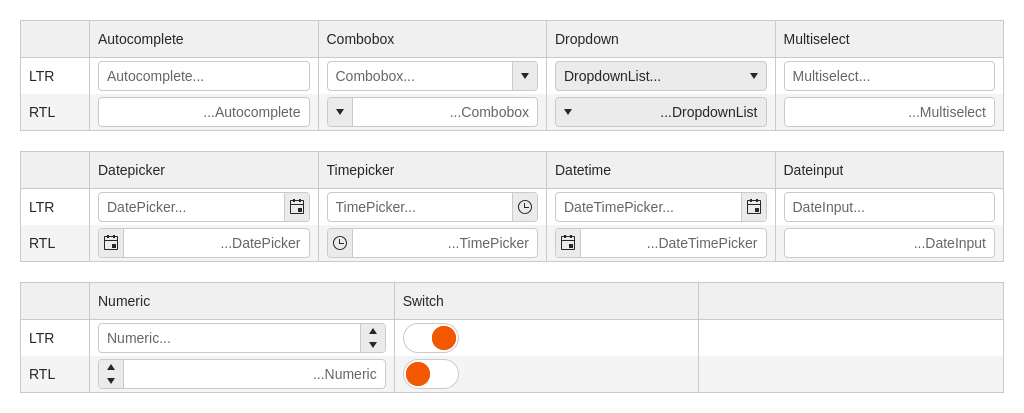 Autocomplete Combobox Dropdown Multiselect
LTR Autocomplete... Combobox... DropdownList... Multiselect...
RTL ...Autocomplete ...Combobox ...DropdownList ...Multiselect
Datepicker Timepicker Datetime Dateinput
LTR DatePicker... TimePicker... DateTimePicker... DateInput...
RTL ...DatePicker ...TimePicker ...DateTimePicker ...DateInput
Numeric Switch
LTR Numeric...
RTL ...Numeric